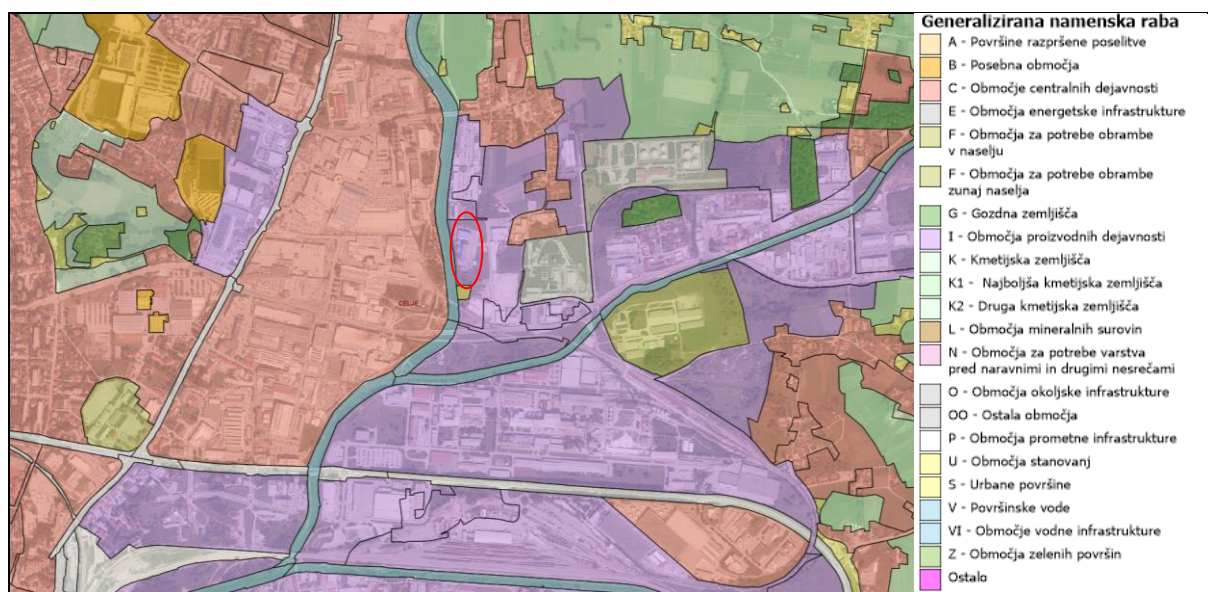 Generalizirana namenska raba
A - Površine razpršene poselitve
B - Posebna območja
C - Območje centralnih dejavnosti
E - Območja energetske infrastrukture
F - Območja za potrebe obrambe
v naselju
F - Območja za potrebe obrambe
zunaj naselja
G - Gozdna zemljišča
I - Območja proizvodnih dejavnosti
K - Kmetijska zemljišča
K1 - Najboljša kmetijska zemljišča
K2 - Druga kmetijska zemljišča
L - Območja mineralnih surovin
N - Območja za potrebe varstva
pred naravnimi in drugimi nesrečami
O - Območja okoljske infrastrukture
OO - Ostala območja
P - Območja prometne infrastrukture
U - Območja stanovanj
S - Urbane površine
V - Površinske vode
VI - Območje vodne infrastrukture
Z - Območja zelenih površin
Ostalo
CELJE